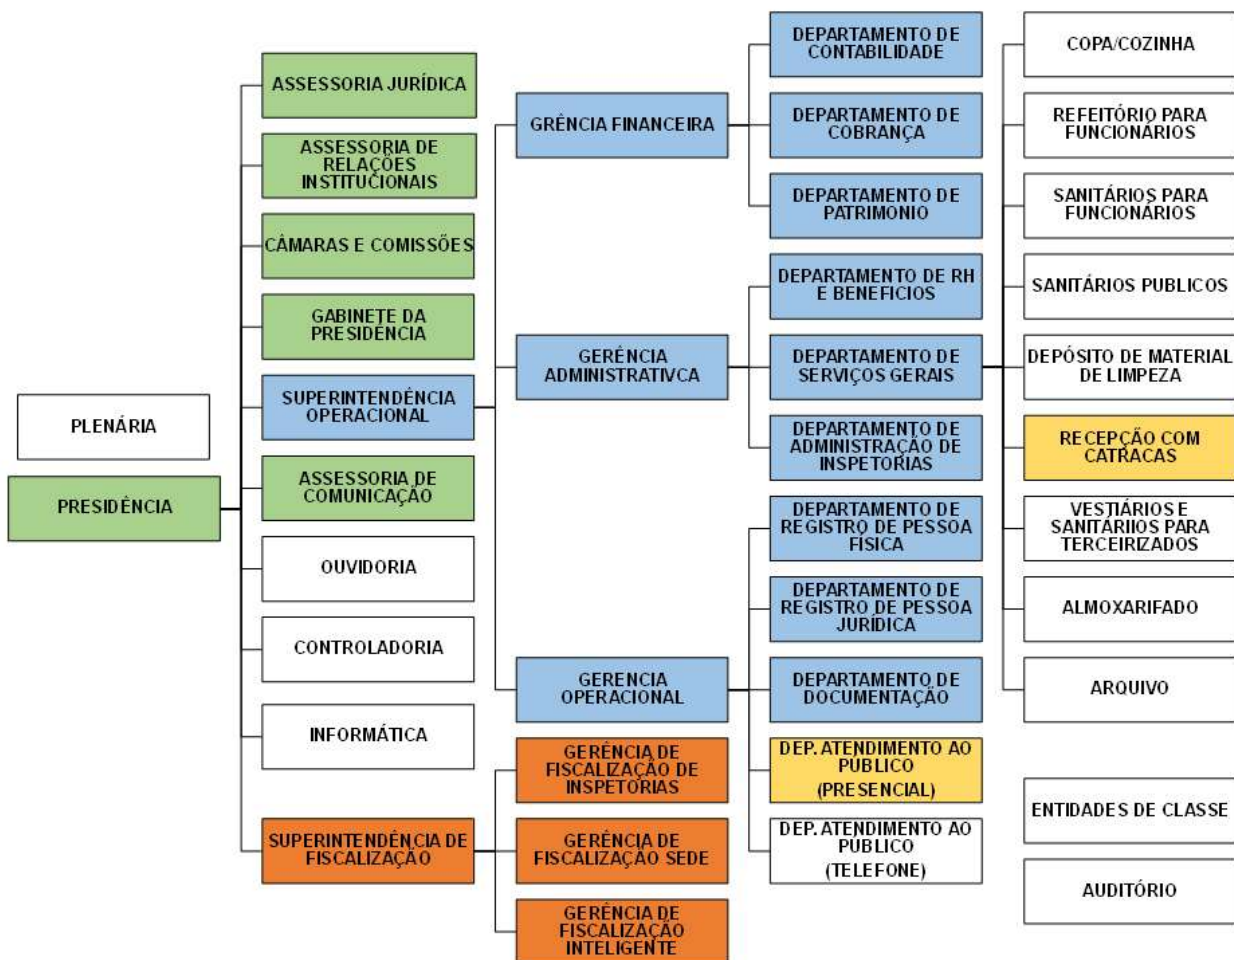 PLENÁRIA
PRESIDÊNCIA
ASSESSORIA JURÍDICA
ASSESSORIA DE
RELAÇÕES
INSTITUCIONAIS
CÂMARAS E COMISSÕES
GABINETE DA
PRESIDÊNCIA
SUPERINTENDÊNCIA
OPERACIONAL
ASSESSORIA DE
COMUNICAÇÃO
OUVIDORIA
CONTROLADORIA
INFORMÁTICA
SUPERINTENDÊNCIA DE
FISCALIZAÇÃO
GRÊNCIA FINANCEIRA
GERÊNCIA
ADMINISTRATIVCA
GERENCIA
OPERACIONAL
GERÊNCIA DE
FISCALIZAÇÃO DE
INSPETORIAS
GERÊNCIA DE
FISCALIZAÇÃO SEDE
GERÊNCIA DE
FISCALIZAÇÃO
INTELIGENTE
DEPARTAMENTO DE
CONTABILIDADE
DEPARTAMENTO DE
COBRANÇA
DEPARTAMENTO DE
PATRIMONIO
DEPARTAMENTO DE RH
E BENEFICIOS
DEPARTAMENTO DE
SERVIÇOS GERAIS
DEPARTAMENTO DE
ADMINISTRAÇÃO DE
INSPETORIAS
DEPARTAMENTO DE
REGISTRO DE PESSOA
FÍSICA
DEPARTAMENTO DE
REGISTRO DE PESSOA
JURÍDICA
DEPARTAMENTO DE
DOCUMENTAÇÃO
DEP. ATENDIMENTO AO
PÚBLICO
(PRESENCIAL)
DEP. ATENDIMENTO AO
PÚBLICO
(TELEFONE)
COPA/COZINHA
REFEITÓRIO PARA
FUNCIONÁRIOS
SANITÁRIOS PARA
FUNCIONÁRIOS
SANITÁRIOS PUBLICOS
DEPÓSITO DE MATERIAL
DE LIMPEZA
RECEPÇÃO COM
CATRACAS
VESTIÁRIOS E
SANITÁRIIOS PARA
TERCEIRIZADOS
ALMOXARIFADO
ARQUIVO
ENTIDADES DE CLASSE
AUDITÓRIO